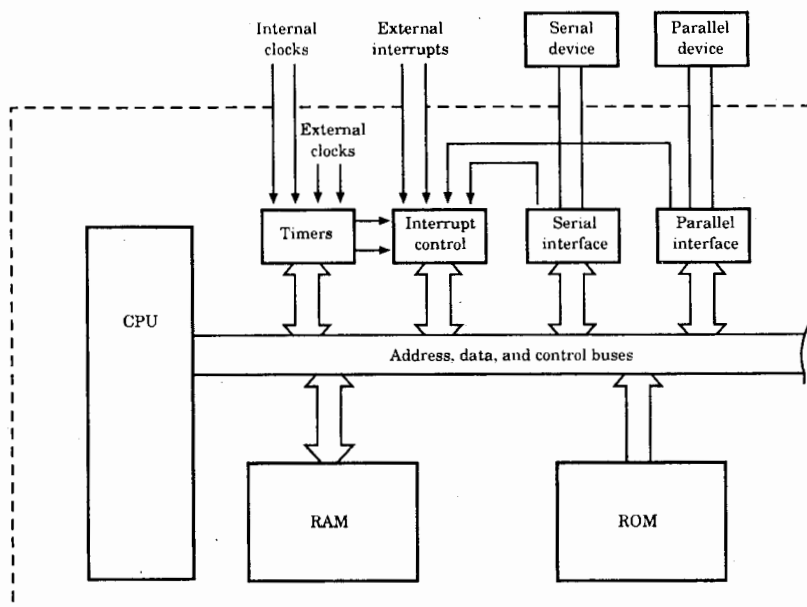 Internal
clocks
External
interrupts
Serial
device
Parallel
device
External
clocks
Timers
Interrupt
control
Serial
interface
Parallel
interface
CPU
Address, data, and control buses
RAM
ROM